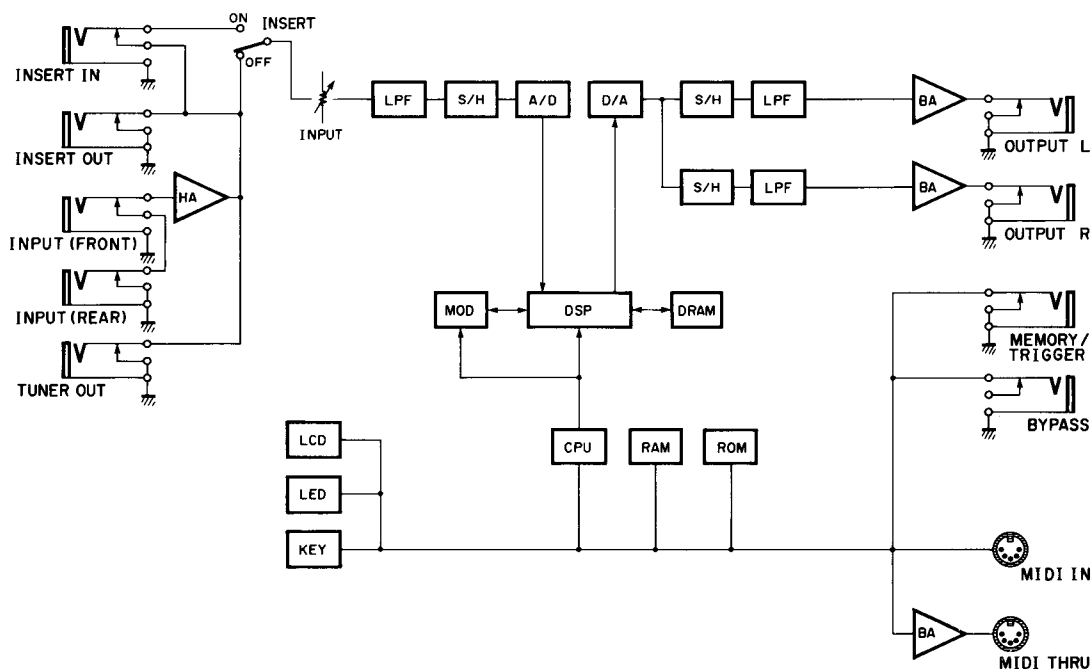 ON
INSERT
OFF
INSERT IN
INSERT OUT
HA
INPUT (FRONT)
INPUT (REAR)
TUNER OUT
INPUT
LPF
S/H
A/D
D/A
S/H
LPF
BA
OUTPUT L
S/H
LPF
BA
OUTPUT R
MOD
DSP
DRAM
MEMORY/
TRIGGER
BYPASS
LCD
LED
KEY
CPU
RAM
ROM
MIDI IN
BA
MIDI THRU